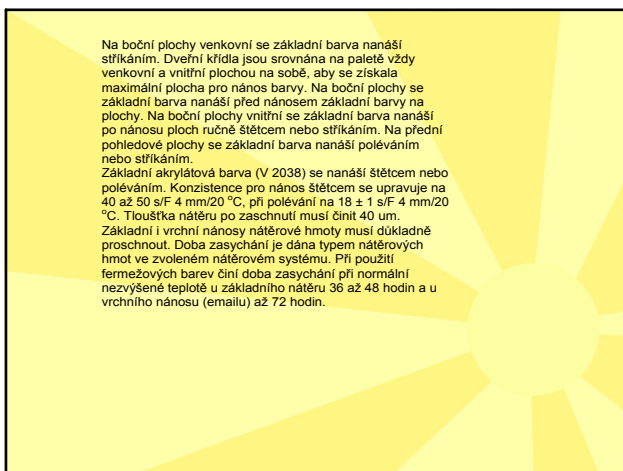 Na boční plochy venkovní se základní barva nanáší
stříkáním. Dveřní křídla jsou srovnána na paletě vždy
venkovní a vnitřní plochou na sobě, aby se získala
maximální plocha pro nános barvy. Na boční plochy se
základní barva nanáší před nánosem základní barvy na
plochy. Na boční plochy vnitřní se základní barva nanáší
po nánosu ploch ručně štětcem nebo stříkáním. Na přední
pohledové plochy se základní barva nanáší poléváním
nebo stříkáním.
Základní akrylátová barva (V 2038) se nanáší štětcem nebo
poléváním. Konzistence pro nános štětcem se upravuje na
40 až 50 s/F 4 mm/20 °C, při polévání na 18 ± 1 s/F 4 mm/20
°C. Tloušťka nátěru po zaschnutí musí činit 40 um.
Základní i vrchní nánosy nátěrové hmoty musí důkladně
proschnout. Doba zasychání je dána typem nátěrových
hmot ve zvoleném nátěrovém systému. Při použití
fermežových barev činí doba zasychání při normální
nezvýšené teplotě u základního nátěru 36 až 48 hodin a u
vrchního nánosu (emailu) až 72 hodin.